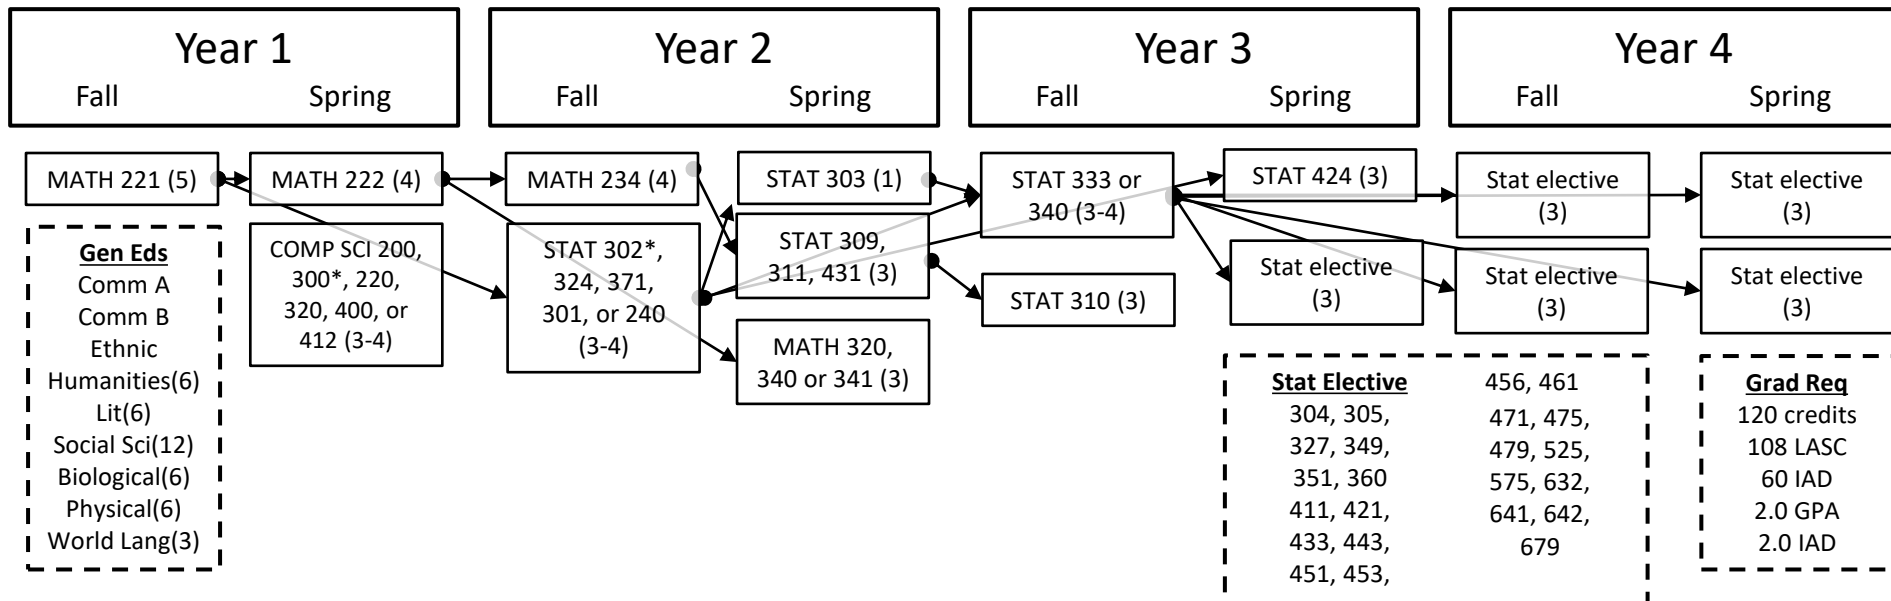 Year 1
Fall Spring
Year 2
Fall Spring
Year 3
Fall Spring
Year 4
Fall Spring
MATH 221 (5)
Gen Eds
Comm A
Comm B
Ethnic
Humanities(6)
Lit(6)
Social Sci(12)
Biological(6)
Physical(6)
World Lang(3)
MATH 222 (4)
COMP SCI 200,
300*, 220,
320, 400, or
412 (3-4)
MATH 234 (4)
STAT 302*,
324, 371,
301, or 240
(3-4)
STAT 303 (1)
STAT 309,
311, 431 (3)
MATH 320,
340 or 341 (3)
STAT 333 or
340 (3-4)
STAT 310 (3)
STAT 424 (3)
Stat elective
(3)
Stat elective
(3)
Stat elective
(3)
Stat elective
(3)
Stat elective
(3)
Stat Elective
304, 305,
327, 349,
351, 360
411, 421,
433, 443,
451, 453,
456, 461
471, 475,
479, 525,
575, 632,
641, 642,
679
Grad Req
120 credits
108 LASC
60 IAD
2.0 GPA
2.0 IAD